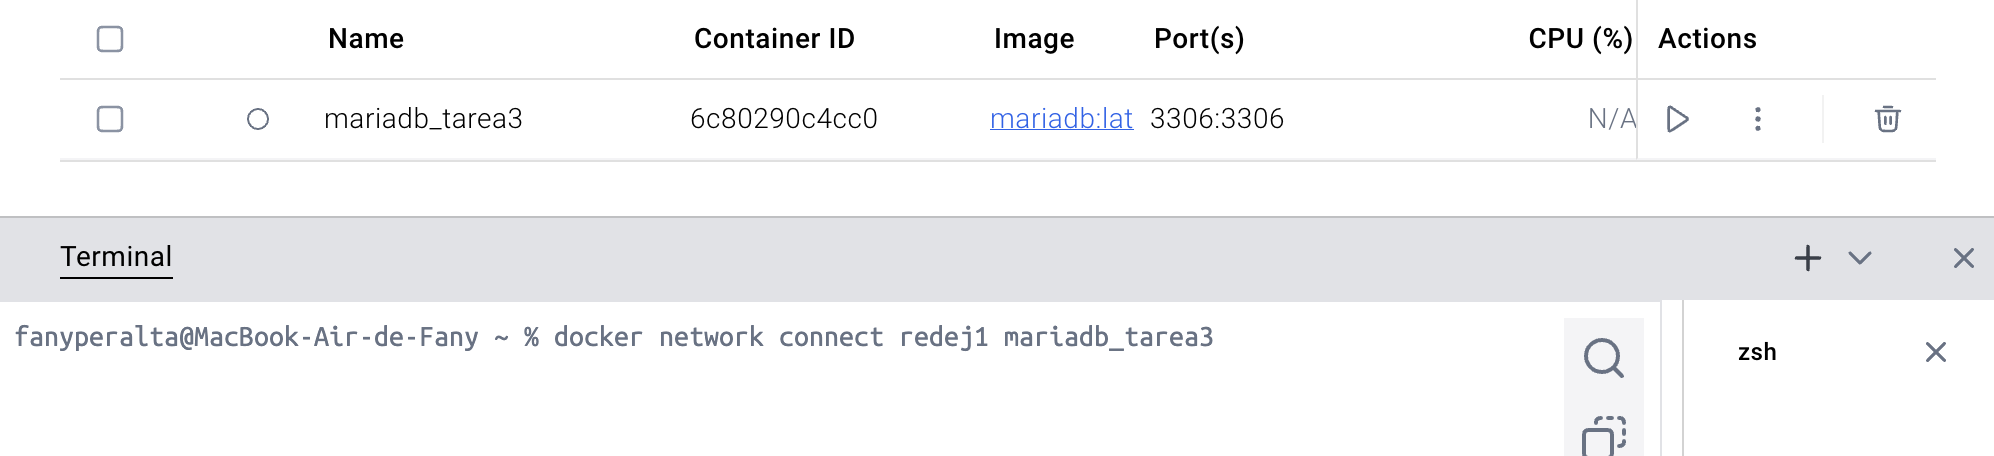 Name Container ID Image Port(s) CPU (%) Actions
mariadb_tarea3 6c80290c4cc0 mariadb:lat 3306:3306 N/A
Terminal
fanyperalta@MacBook-Air-de-Fany ~ % docker network connect redej1 mariadb_tarea3
zsh